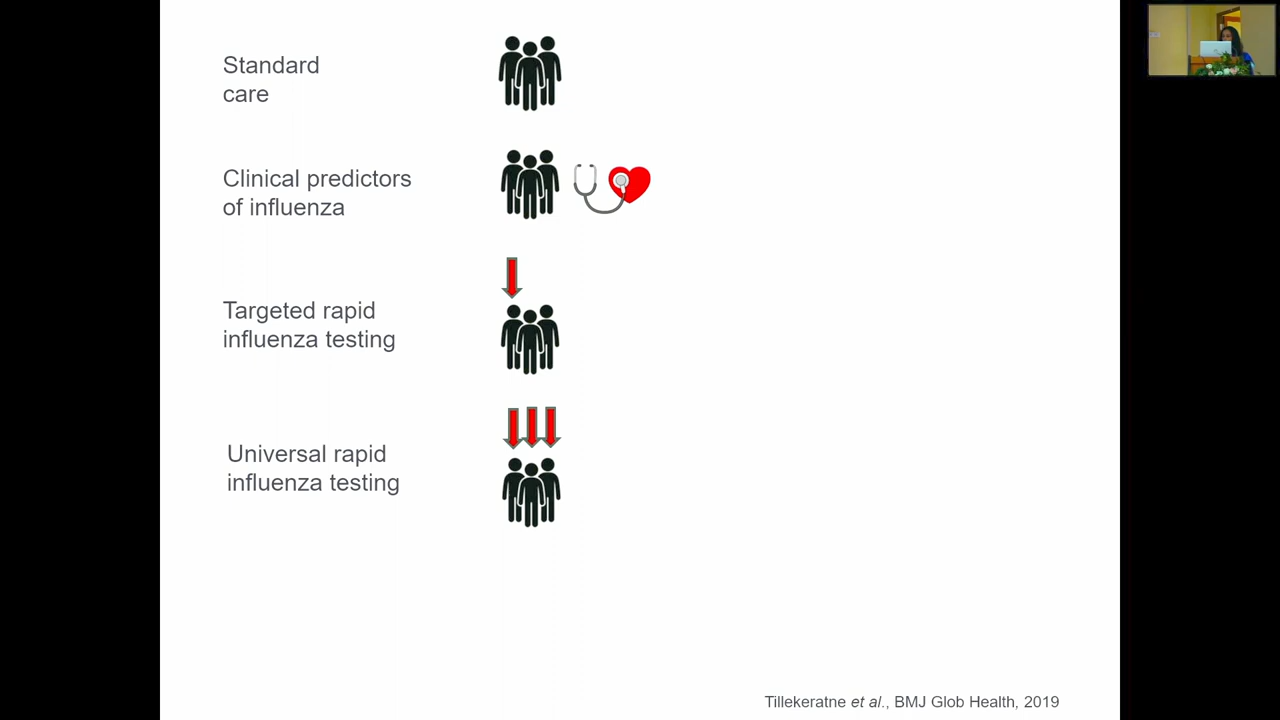 Standard
care
Clinical predictors
of influenza
Targeted rapid
influenza testing
Universal rapid
influenza testing
Tillekeratne et al., BMJ Glob Health, 2019